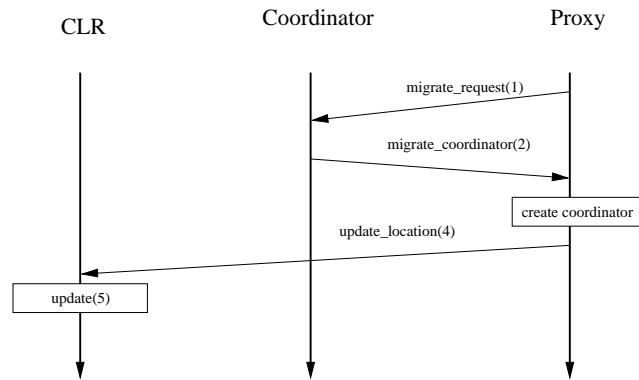 CLR
Coordinator
Proxy
migrate_request(1)
migrate_coordinator(2)
create coordinator
update_location(4)
update(5)